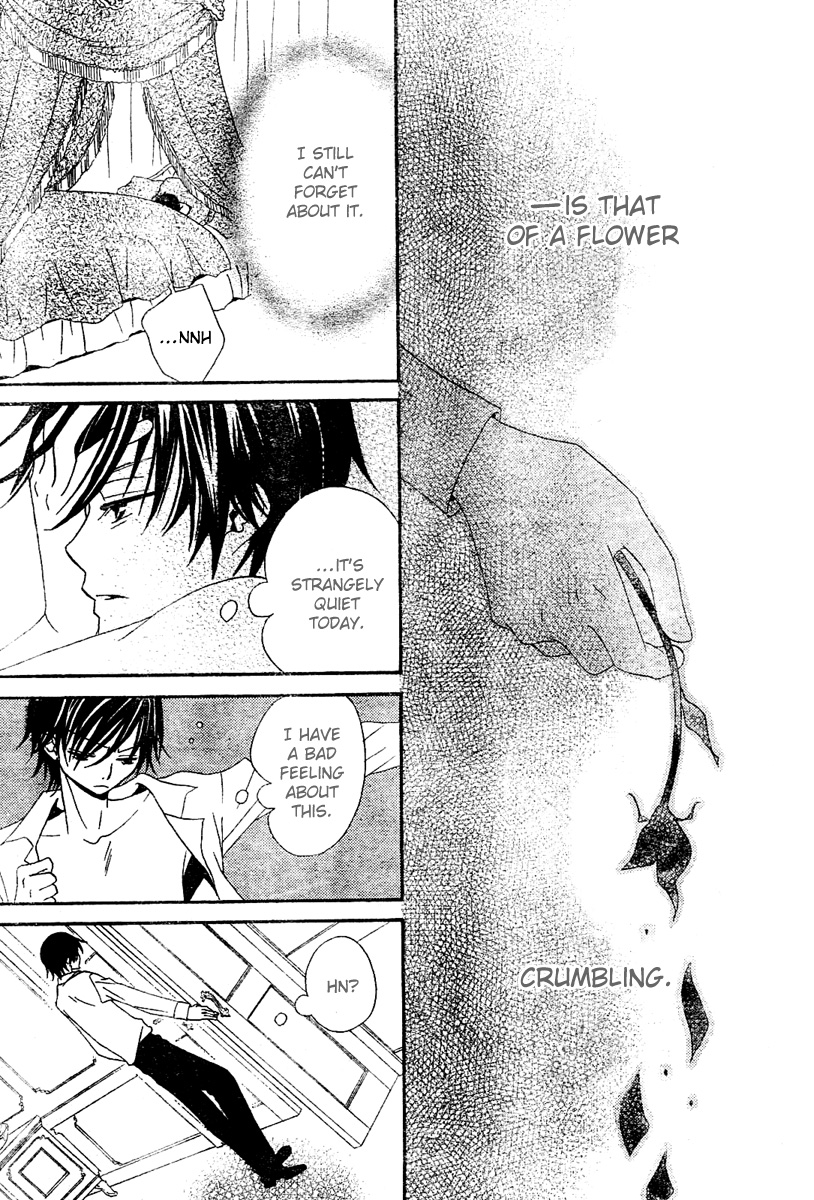 —IS THAT
OF A FLOWER
CRUMBLING.
I STILL
CAN'T
FORGET
ABOUT IT.
...NNH
...IT'S
STRANGELY
QUIET
TODAY.
I HAVE
A BAD
FEELING
ABOUT
THIS.
HN?